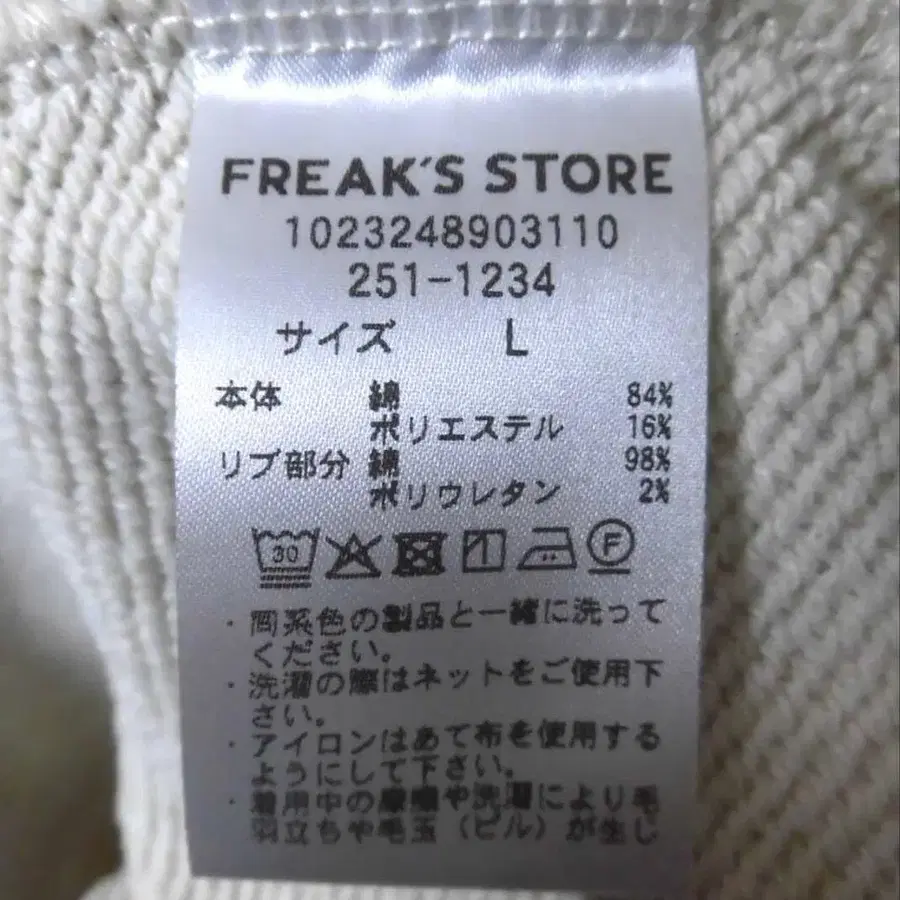 FREAK'S STORE
1023248903110
251-1234
サイズ L
本体 綿 84%
ポリエステル 16%
リブ部分 綿 98%
ポリウレタン 2%
30 F
・同系色の製品と一緒に洗って
ください。
・洗濯の際はネットをご使用下
さい。
・アイロンはあて布を使用する
ようにして下さい。
・着用中の摩擦や洗濯により毛
羽立ちや毛玉（ピル）が生じ